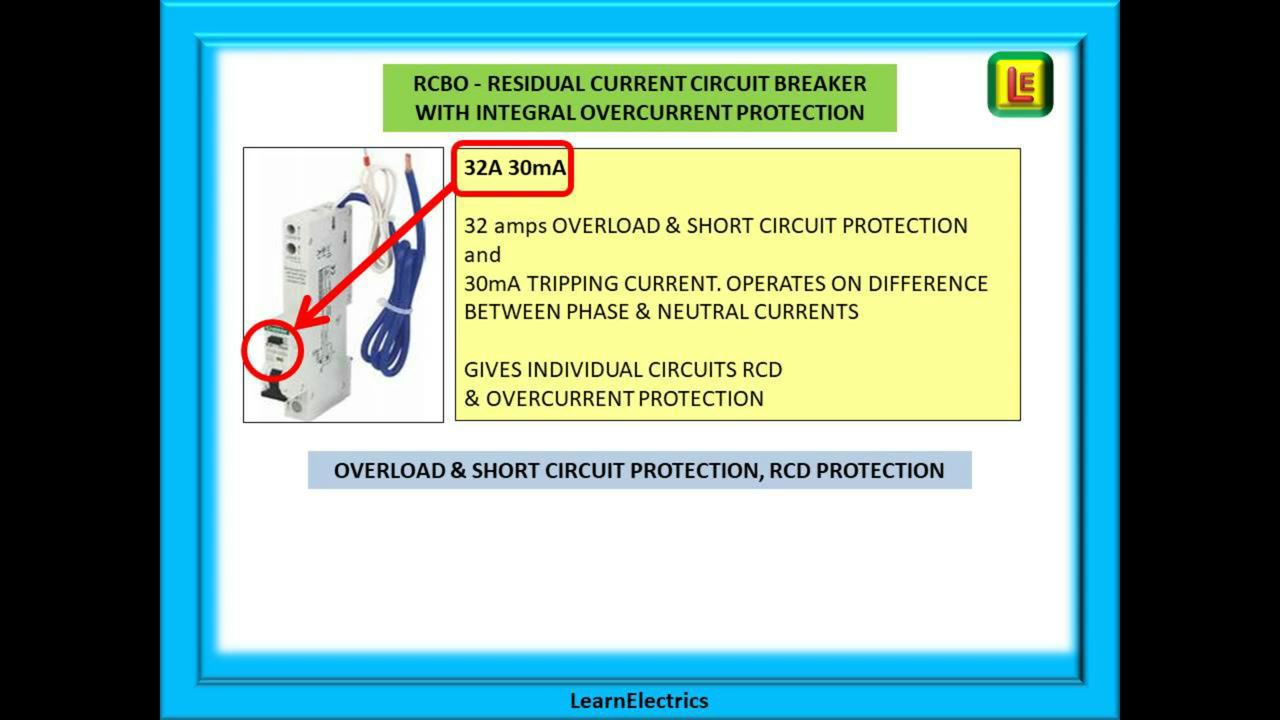 RCBO - RESIDUAL CURRENT CIRCUIT BREAKER
WITH INTEGRAL OVERCURRENT PROTECTION
LE
32A 30mA
32 amps OVERLOAD & SHORT CIRCUIT PROTECTION
and
30mA TRIPPING CURRENT. OPERATES ON DIFFERENCE
BETWEEN PHASE & NEUTRAL CURRENTS
GIVES INDIVIDUAL CIRCUITS RCD
& OVERCURRENT PROTECTION
OVERLOAD & SHORT CIRCUIT PROTECTION, RCD PROTECTION
LearnElectrics